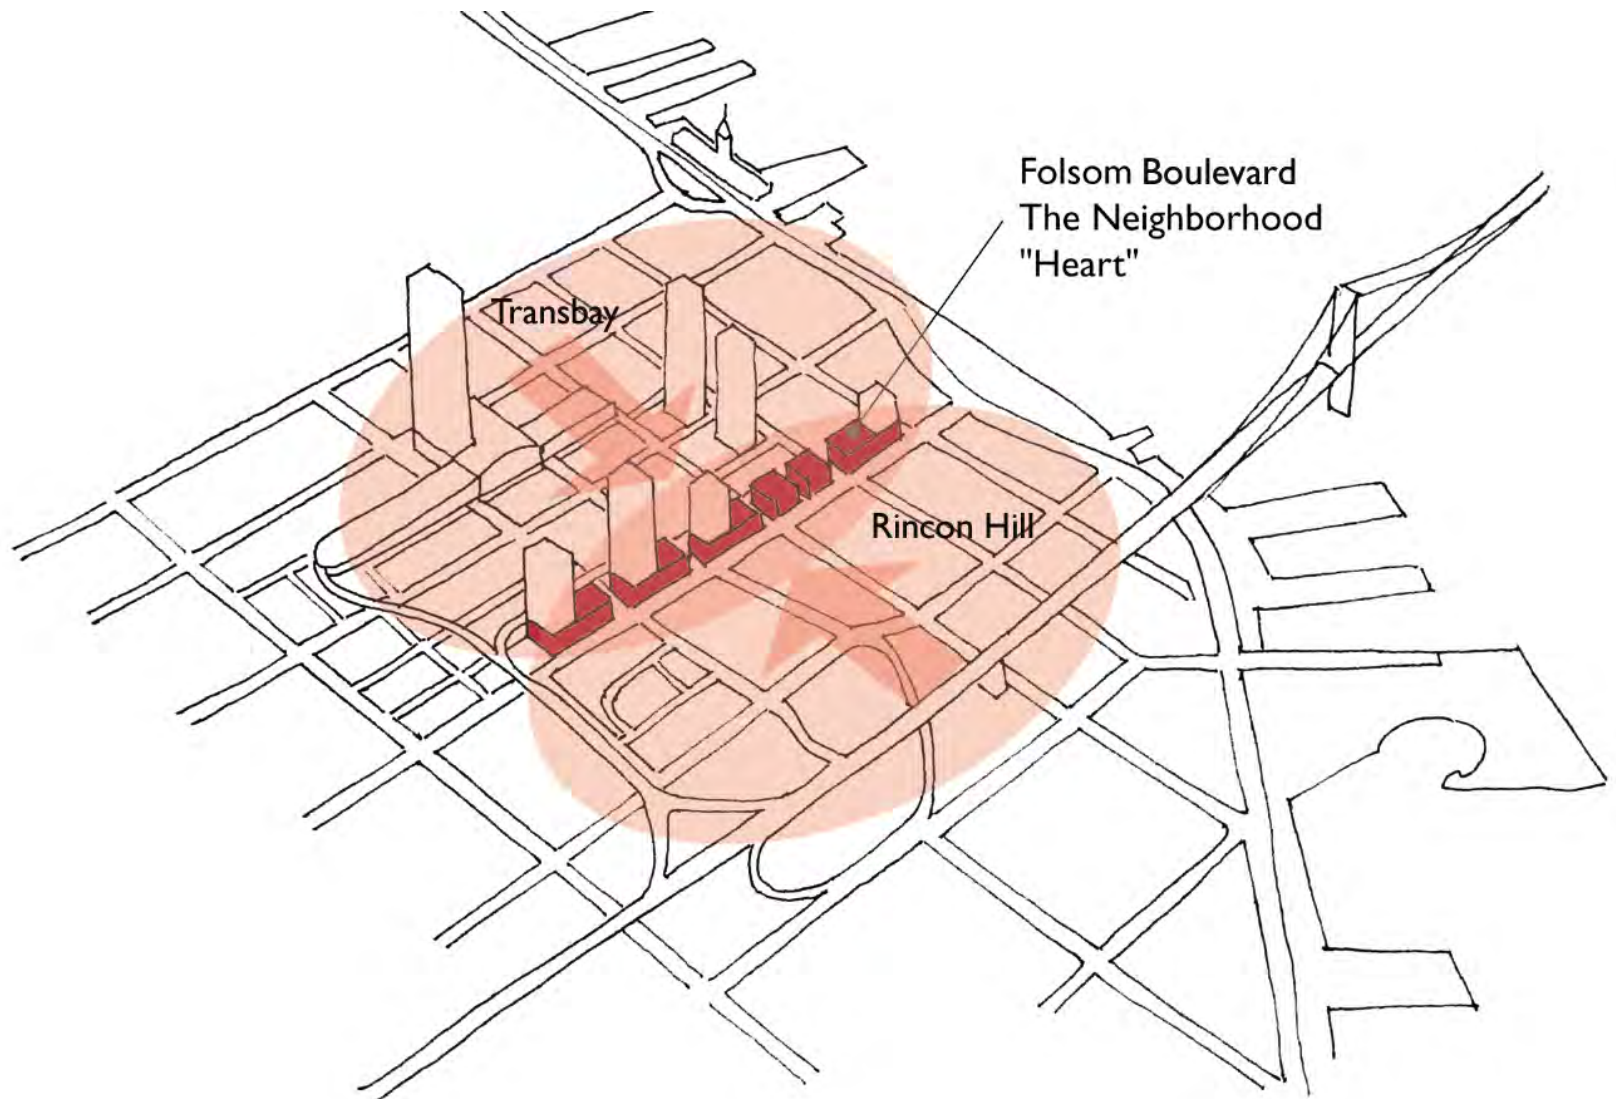 Folsom Boulevard
The Neighborhood
"Heart"
Transbay
Rincon Hill